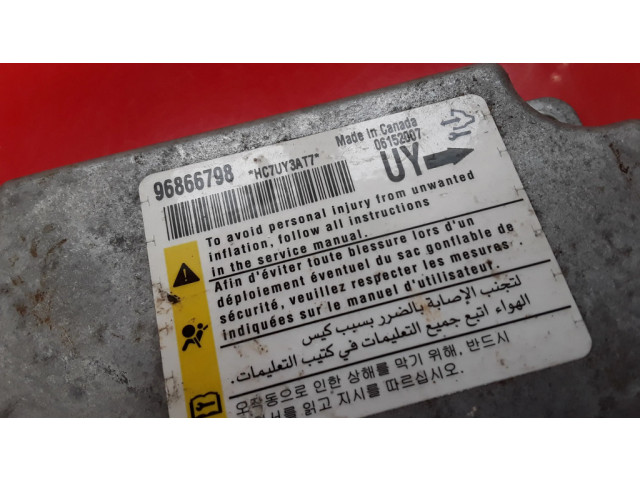 96866798 "HC7UY3AT7"
Made in Canada
06152007
UY
To avoid personal injury from unwanted
inflation, follow all instructions
in the service manual.
Afin d'éviter toute blessure lors d'un
déploiement éventuel du sac gonflable de
sécurité, veuillez respecter les mesures
indiquées sur le manuel d'utilisateur.
لتجنب الإصابة بالضرر بسبب كيس
الهواء اتبع جميع التعليمات في كتيب التعليمات.
오작동으로 인한 상해를 막기 위해, 반드시
읽고 지시를 따르십시오.